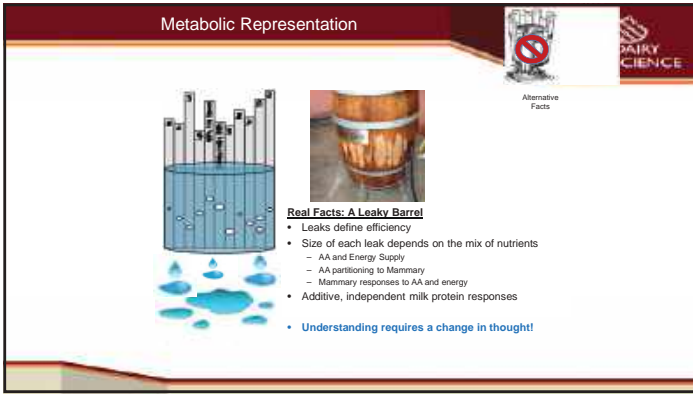 Metabolic Representation
DAIRY
SCIENCE
Alternative
Facts
Real Facts: A Leaky Barrel
• Leaks define efficiency
• Size of each leak depends on the mix of nutrients
– AA and Energy Supply
– AA partitioning to Mammary
– Mammary responses to AA and energy
• Additive, independent milk protein responses
• Understanding requires a change in thought!